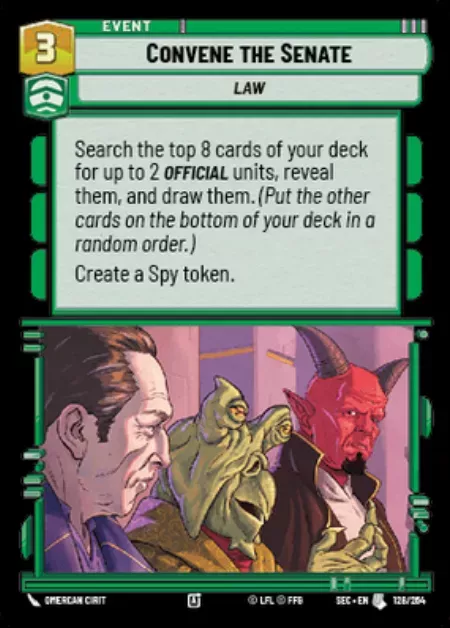 EVENT
3
CONVENE THE SENATE
LAW
Search the top 8 cards of your deck
for up to 2 OFFICIAL units, reveal
them, and draw them. (Put the other
cards on the bottom of your deck in a
random order.)
Create a Spy token.
OMERCAN CIRIT
A
© LFL © FFG
SEC • EN
128/264